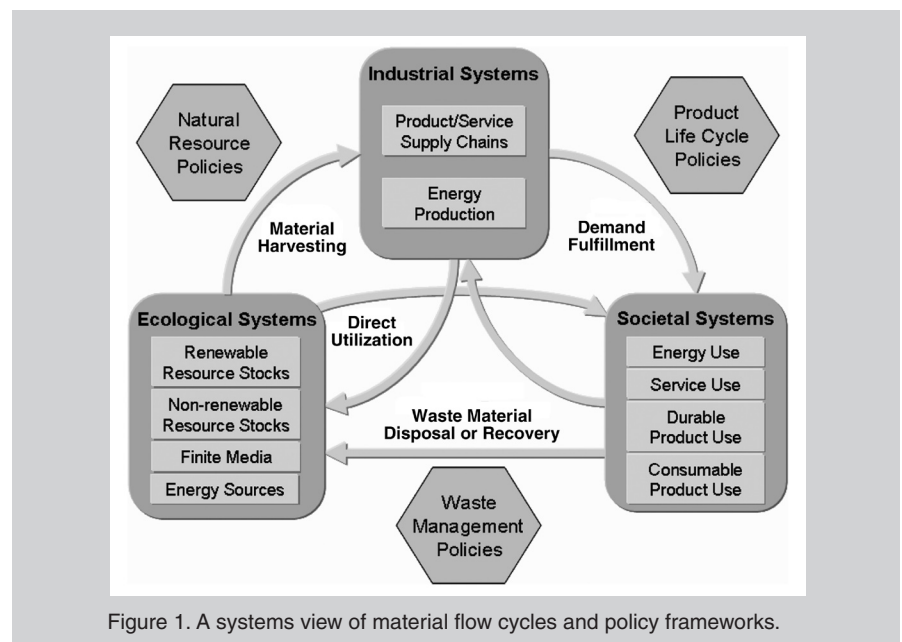 Industrial Systems
Product/Service
Supply Chains
Energy
Production
Natural
Resource
Policies
Product
Life Cycle
Policies
Material
Harvesting
Demand
Fulfillment
Ecological Systems
Renewable
Resource Stocks
Non-renewable
Resource Stocks
Finite Media
Energy Sources
Direct
Utilization
Societal Systems
Energy Use
Service Use
Durable
Product Use
Consumable
Product Use
Waste Material
Disposal or Recovery
Waste
Management
Policies
Figure 1. A systems view of material flow cycles and policy frameworks.